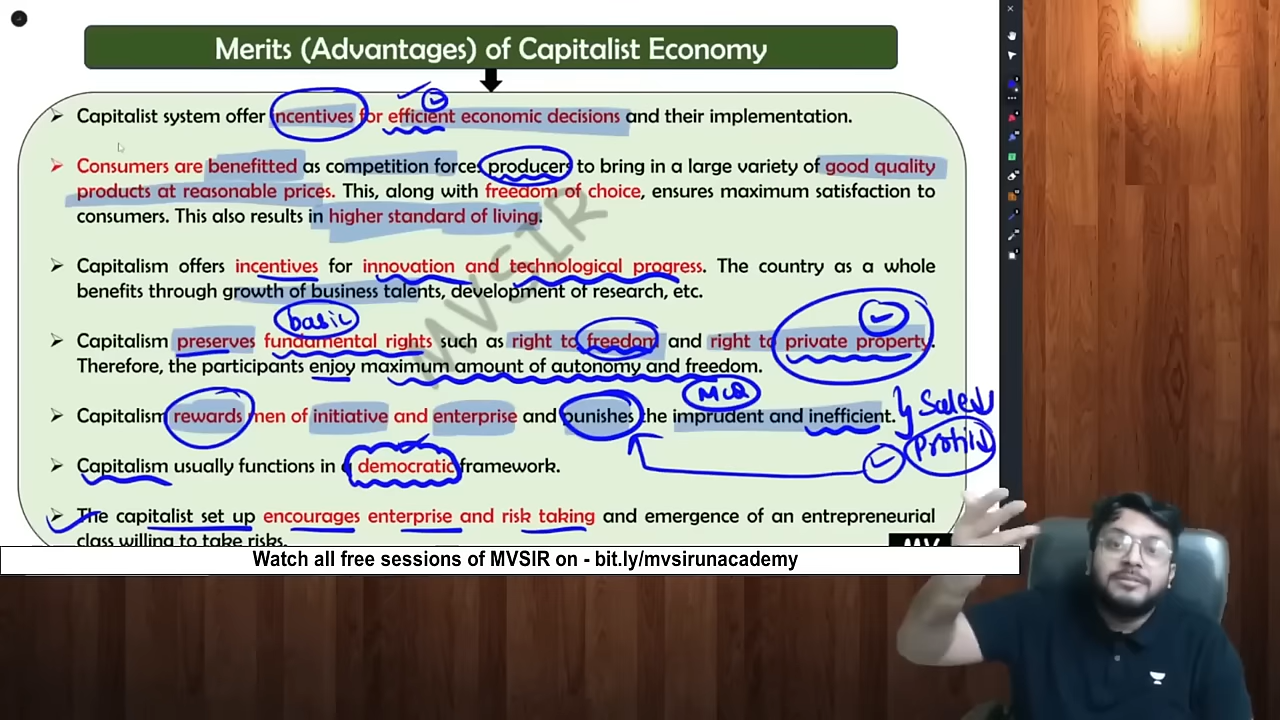 Merits (Advantages) of Capitalist Economy
➢ Capitalist system offer incentives for efficient economic decisions and their implementation.
➢ Consumers are benefitted as competition forces producers to bring in a large variety of good quality
products at reasonable prices. This, along with freedom of choice, ensures maximum satisfaction to
consumers. This also results in higher standard of living.
➢ Capitalism offers incentives for innovation and technological progress. The country as a whole
benefits through growth of business talents, development of research, etc.
basic
➢ Capitalism preserves fundamental rights such as right to freedom and right to private property.
Therefore, the participants enjoy maximum amount of autonomy and freedom.
MCQ
➢ Capitalism rewards men of initiative and enterprise and punishes the imprudent and inefficient.
Sales
Profit
➢ Capitalism usually functions in a democratic framework.
➢ The capitalist set up encourages enterprise and risk taking and emergence of an entrepreneurial
class willing to take risks.
MVSIR
Watch all free sessions of MVSIR on - bit.ly/mvsirunacademy